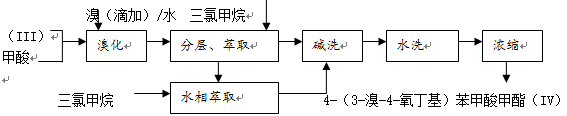 溴（滴加）/水 三氯甲烷
（III）
甲酸
溴化
分层、萃取
碱洗
水洗
浓缩
三氯甲烷
水相萃取
4-（3-溴-4-氧丁基）苯甲酸甲酯（IV）